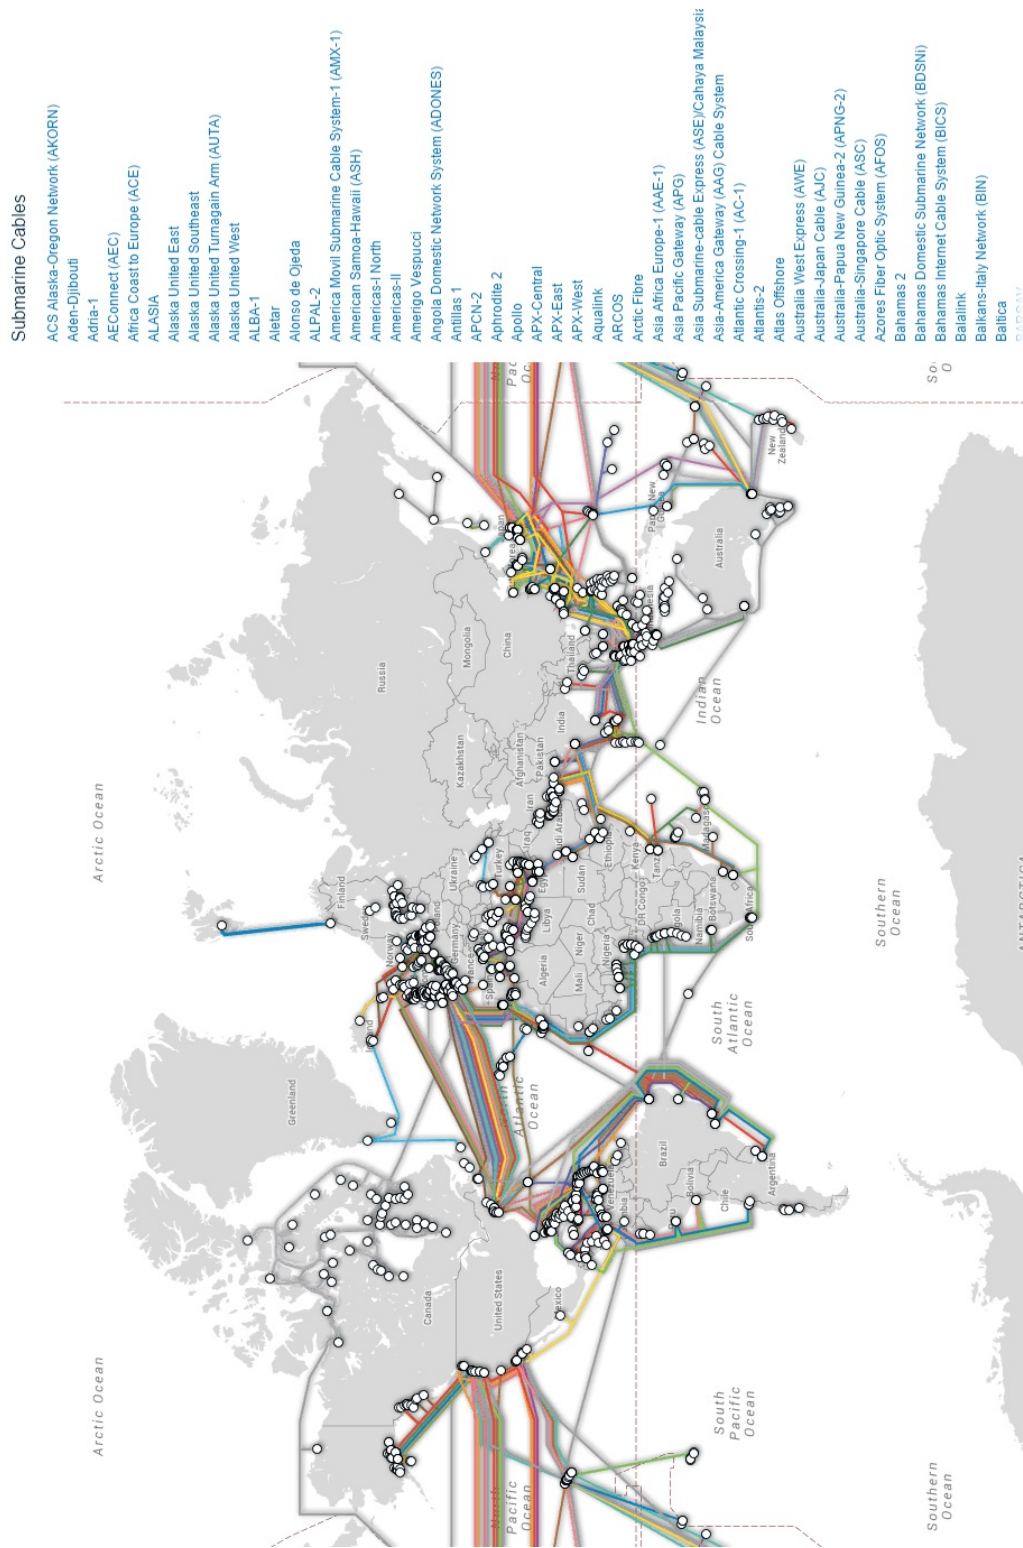 Submarine Cables
ACS Alaska-Oregon Network (AKORN)
Aden-Djibouti
Adria-1
AEConnect (AEC)
Africa Coast to Europe (ACE)
ALASIA
Alaska United East
Alaska United Southeast
Alaska United Turnagain Arm (AUTA)
Alaska United West
ALBA-1
Aletar
Alonso de Ojeda
ALPAL-2
America Movil Submarine Cable System-1 (AMX-1)
American Samoa-Hawaii (ASH)
Americas-I North
Americas-II
Amerigo Vespucci
Angola Domestic Network System (ADONES)
Antillas 1
APCN-2
Aphrodite 2
Apollo
APX-Central
APX-East
APX-West
Aqualink
ARCOS
Arctic Fibre
Asia Africa Europe-1 (AAE-1)
Asia Pacific Gateway (APG)
Asia Submarine-cable Express (ASE)/Cahaya Malaysia
Asia-America Gateway (AAG) Cable System
Atlantic Crossing-1 (AC-1)
Atlantis-2
Atlas Offshore
Australia West Express (AWE)
Australia-Japan Cable (AJC)
Australia-Papua New Guinea-2 (APNG-2)
Australia-Singapore Cable (ASC)
Azores Fiber Optic System (AFOS)
Bahamas 2
Bahamas Domestic Submarine Network (BDSNi)
Bahamas Internet Cable System (BICS)
Balalink
Balkans-Italy Network (BIN)
Baltica
Arctic Ocean
Arctic Ocean
Greenland
Canada
United States
North
Pacific
Ocean
North
Atlantic
Ocean
Brazil
Bolivia
Chile
Argentina
South
Pacific
Ocean
South
Atlantic
Ocean
Southern
Ocean
Southern
Ocean
Finland
Norway
Germany
Ukraine
Turkey
Iraq
Iran
Algeria
Libya
Mali
Niger
Chad
Sudan
Nigeria
Ethiopia
Kenya
DR Congo
Namibia
Botswana
Russia
Kazakhstan
Mongolia
China
Afghanistan
Pakistan
India
Thailand
Indian
Ocean
Papua New
Australia
New
Zealand
ANTARCTICA